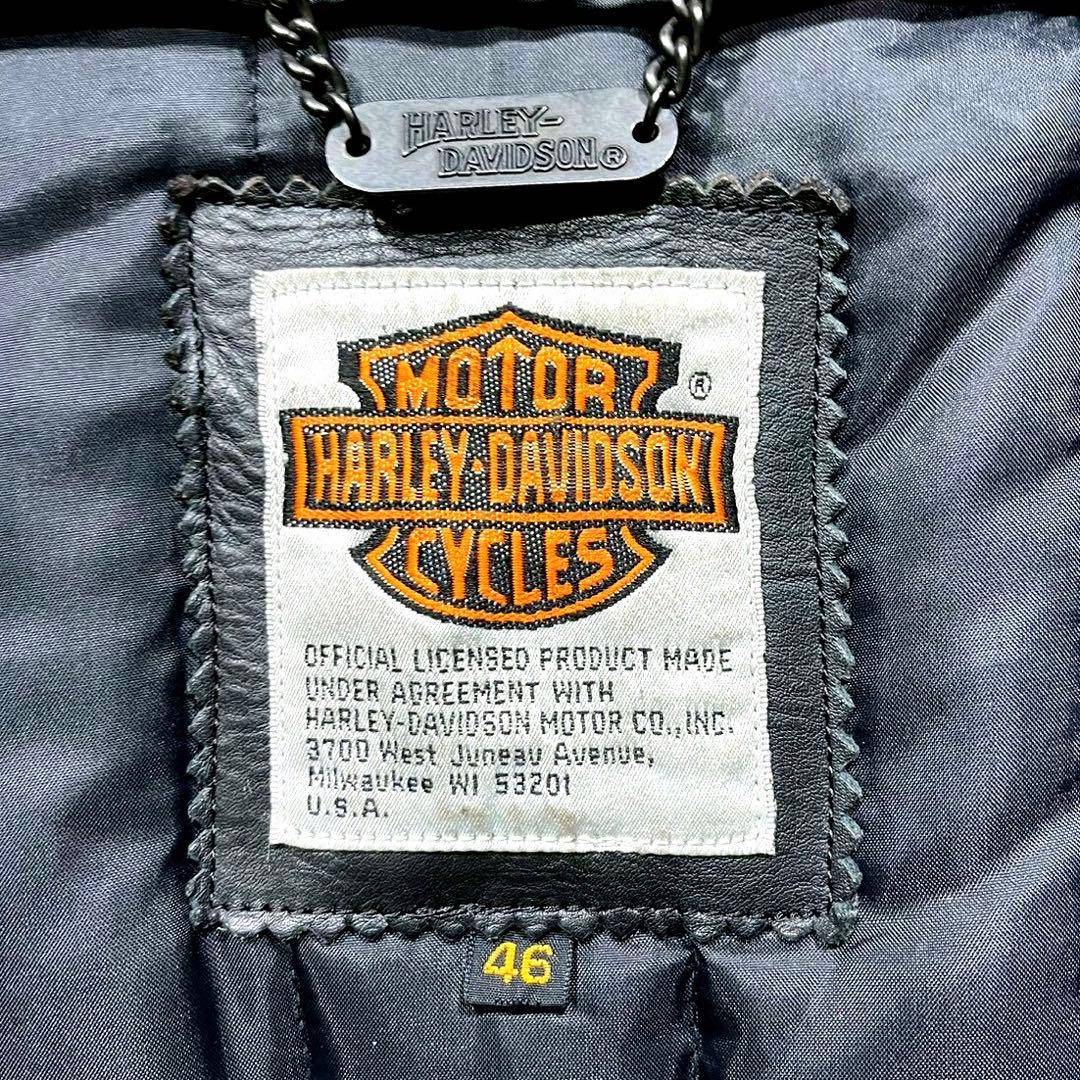 HARLEY-
DAVIDSON®
MOTOR
®
HARLEY-DAVIDSON
CYCLES
OFFICIAL LICENSED PRODUCT MADE
UNDER AGREEMENT WITH
HARLEY-DAVIDSON MOTOR CO., INC.
3700 West Juneau Avenue,
Milwaukee WI 53201
U.S.A.
46